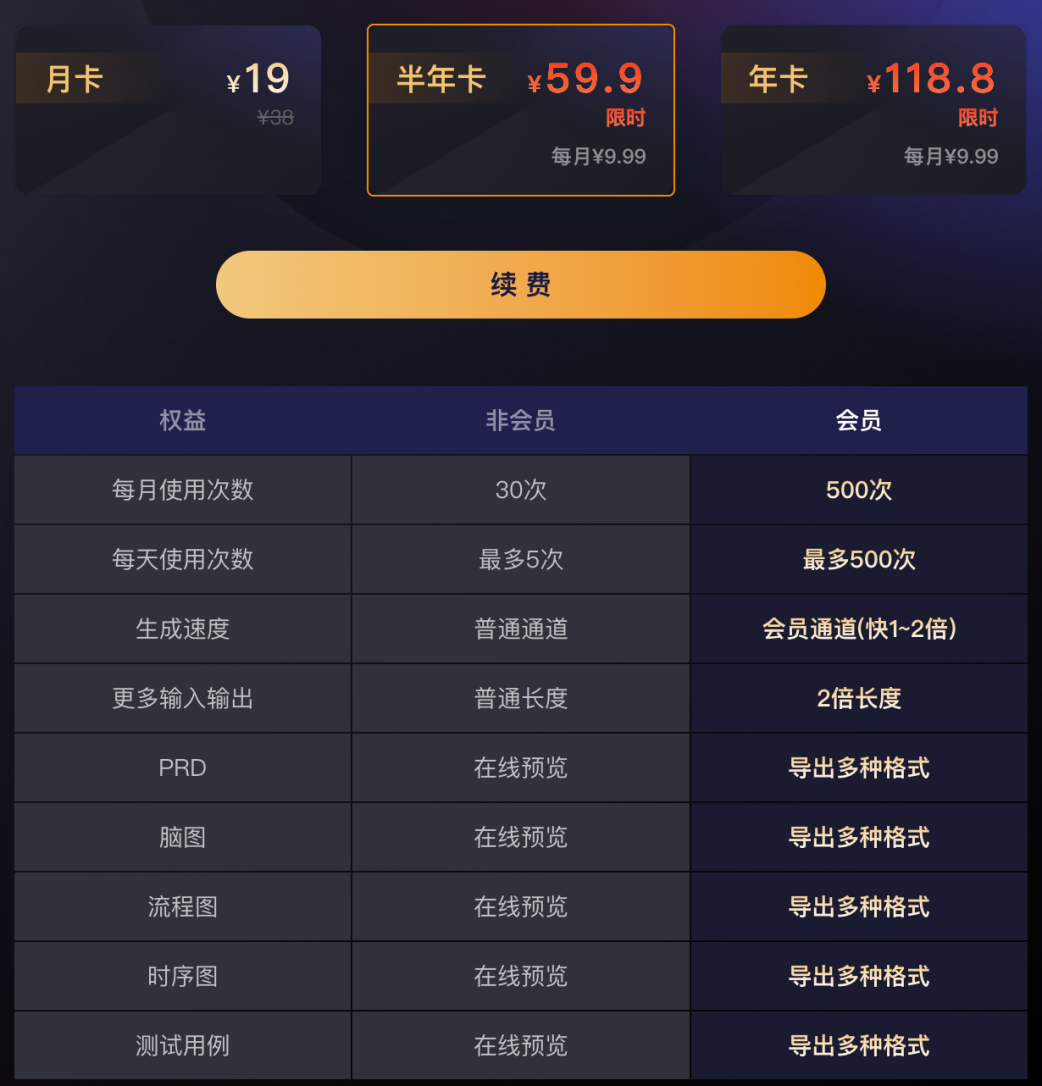 月卡 ¥19
¥38
半年卡 ¥59.9
限时
每月¥9.99
年卡 ¥118.8
限时
每月¥9.99
续费
权益 非会员 会员
每月使用次数 30次 500次
每天使用次数 最多5次 最多500次
生成速度 普通通道 会员通道(快1~2倍)
更多输入输出 普通长度 2倍长度
PRD 在线预览 导出多种格式
脑图 在线预览 导出多种格式
流程图 在线预览 导出多种格式
时序图 在线预览 导出多种格式
测试用例 在线预览 导出多种格式